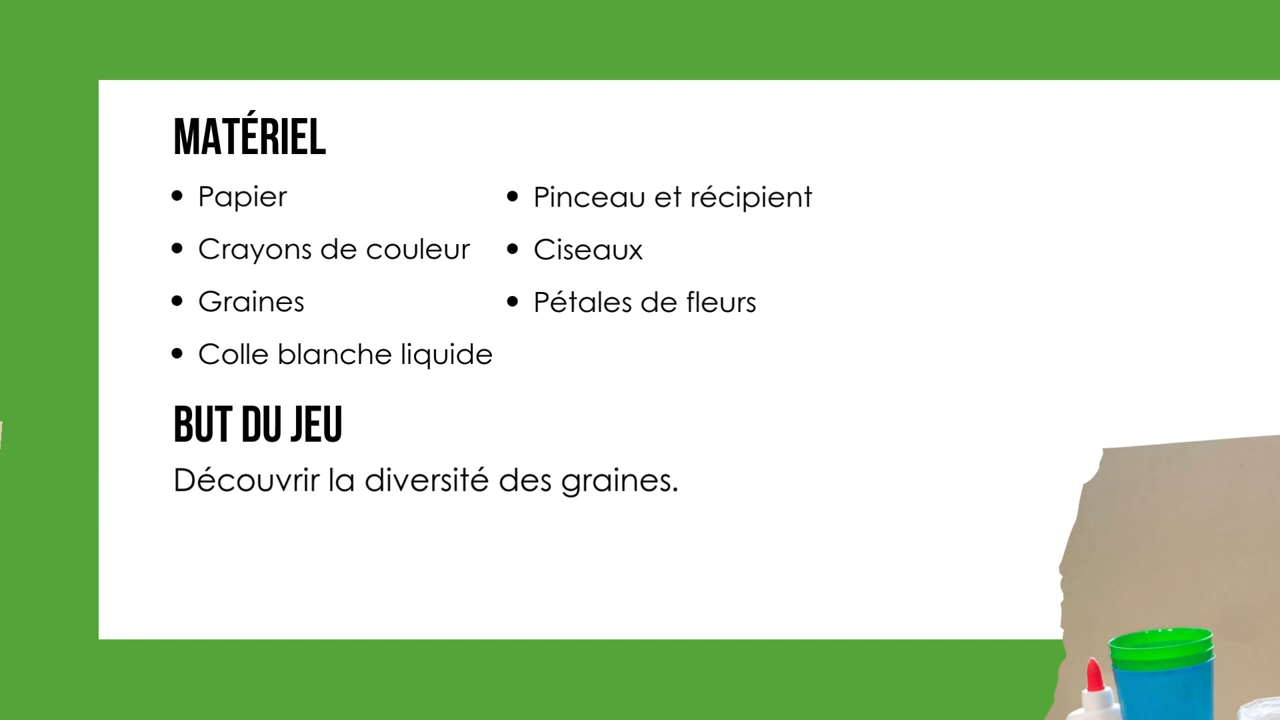 MATÉRIEL
• Papier
• Crayons de couleur
• Graines
• Colle blanche liquide
• Pinceau et récipient
• Ciseaux
• Pétales de fleurs
BUT DU JEU
Découvrir la diversité des graines.